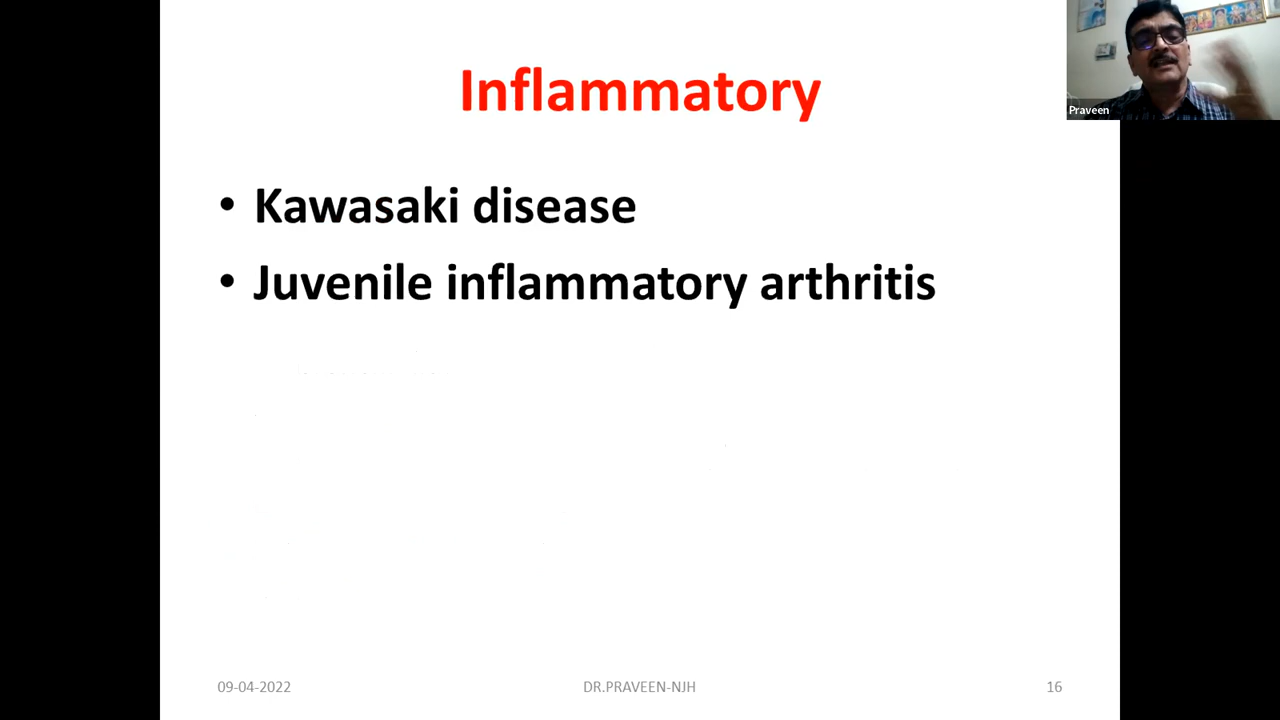 Inflammatory
Praveen
• Kawasaki disease
• Juvenile inflammatory arthritis
09-04-2022
DR.PRAVEEN-NJH
16